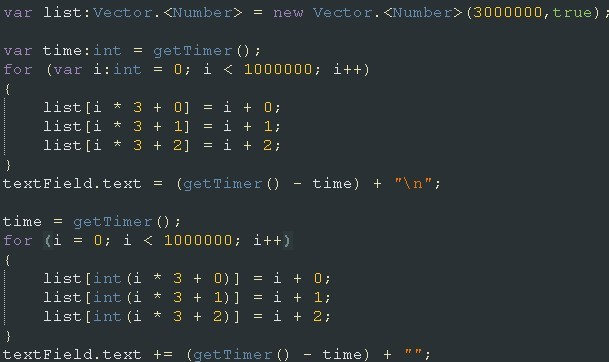 var list:Vector.<Number> = new Vector.<Number>(3000000,true);
var time:int = getTimer();
for (var i:int = 0; i < 1000000; i++)
{
list[i * 3 + 0] = i + 0;
list[i * 3 + 1] = i + 1;
list[i * 3 + 2] = i + 2;
}
textField.text = (getTimer() - time) + "\n";
time = getTimer();
for (i = 0; i < 1000000; i++)
{
list[int(i * 3 + 0)] = i + 0;
list[int(i * 3 + 1)] = i + 1;
list[int(i * 3 + 2)] = i + 2;
}
textField.text += (getTimer() - time) + "";